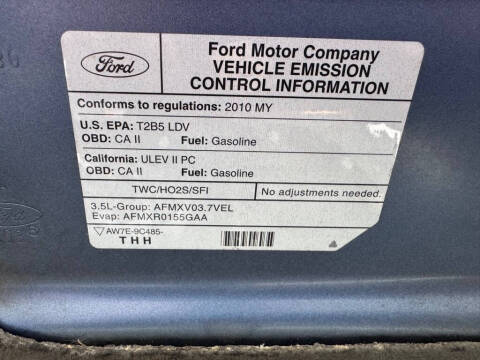 Ford
Ford Motor Company
VEHICLE EMISSION
CONTROL INFORMATION
Conforms to regulations: 2010 MY
U.S. EPA: T2B5 LDV
OBD: CA II Fuel: Gasoline
California: ULEV II PC
OBD: CA II Fuel: Gasoline
TWC/HO2S/SFI No adjustments needed.
3.5L-Group: AFMXV03.7VEL
Evap: AFMXR0155GAA
AW7E-9C485-
THH